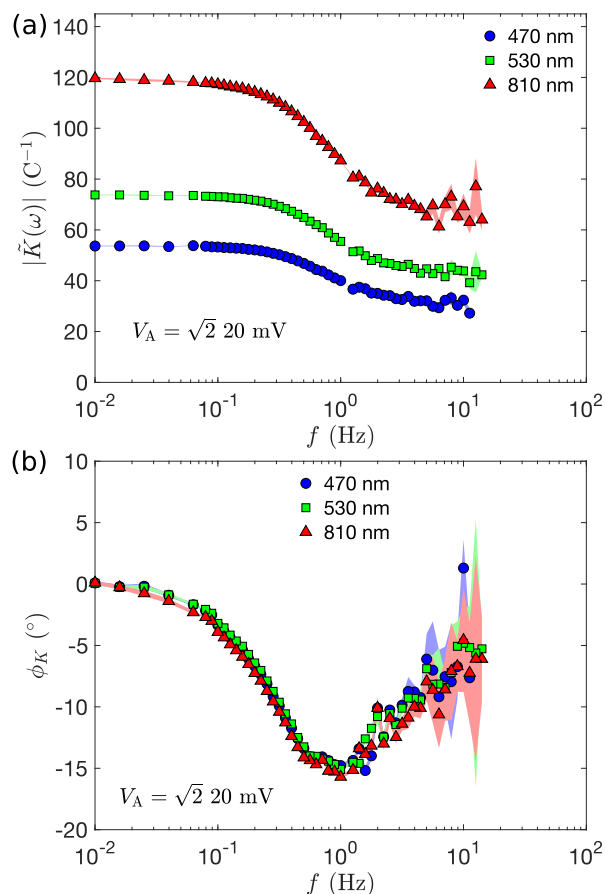 (a)
470 nm
530 nm
810 nm
140
120
100
80
60
40
20
0
|K̃(ω)| (C⁻¹)
V_A = √2 20 mV
10⁻² 10⁻¹ 10⁰ 10¹ 10²
f (Hz)
(b)
470 nm
530 nm
810 nm
10
5
0
-5
-10
-15
-20
ϕ_K (°)
V_A = √2 20 mV
10⁻² 10⁻¹ 10⁰ 10¹ 10²
f (Hz)